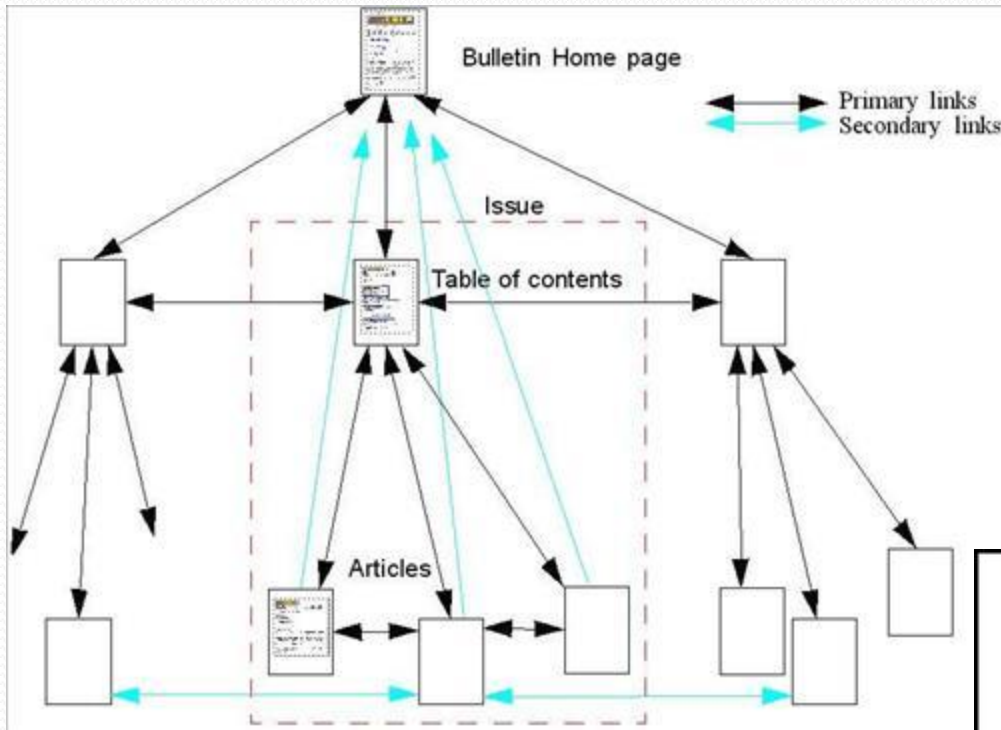 Bulletin Home page
Primary links
Secondary links
Issue
Table of contents
Articles